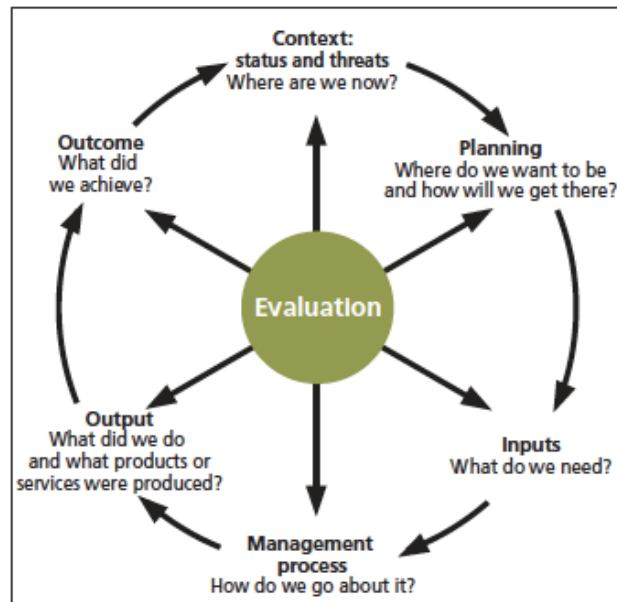 Context:
status and threats
Where are we now?
Planning
Where do we want to be
and how will we get there?
Inputs
What do we need?
Management
process
How do we go about it?
Output
What did we do
and what products or
services were produced?
Outcome
What did
we achieve?
Evaluation